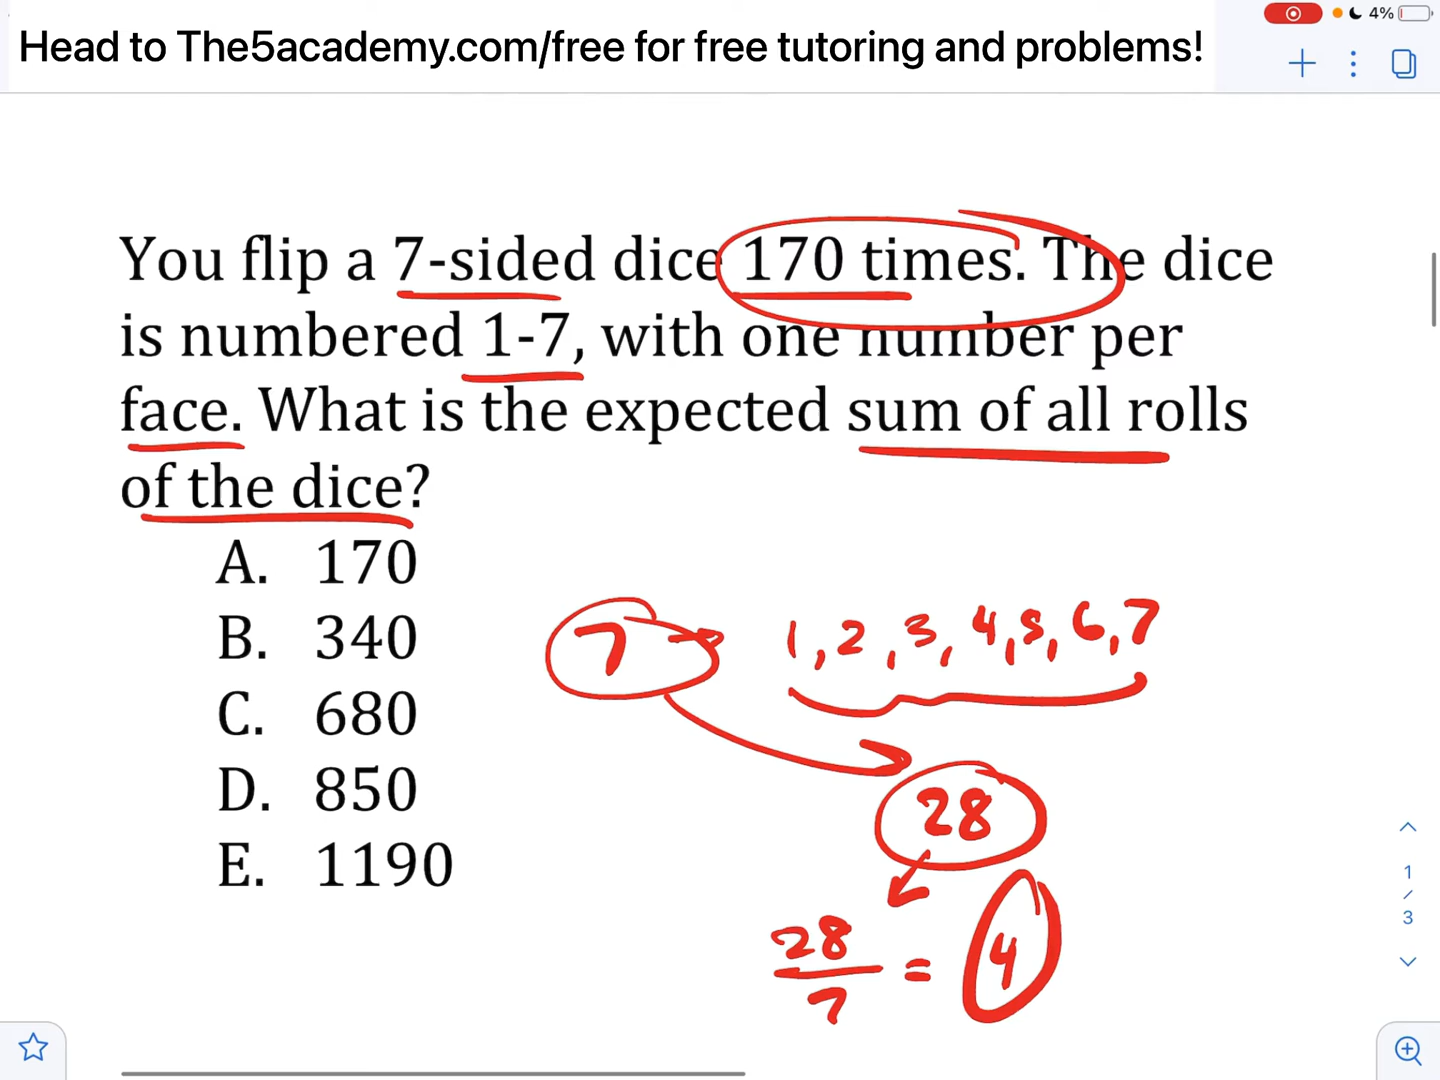 4%
Head to The5academy.com/free for free tutoring and problems!
You flip a 7-sided dice 170 times. The dice
is numbered 1-7, with one number per
face. What is the expected sum of all rolls
of the dice?
A. 170
B. 340
C. 680
D. 850
E. 1190
7 1, 2, 3, 4, 5, 6, 7
28
28/7 = 4
1
/
3